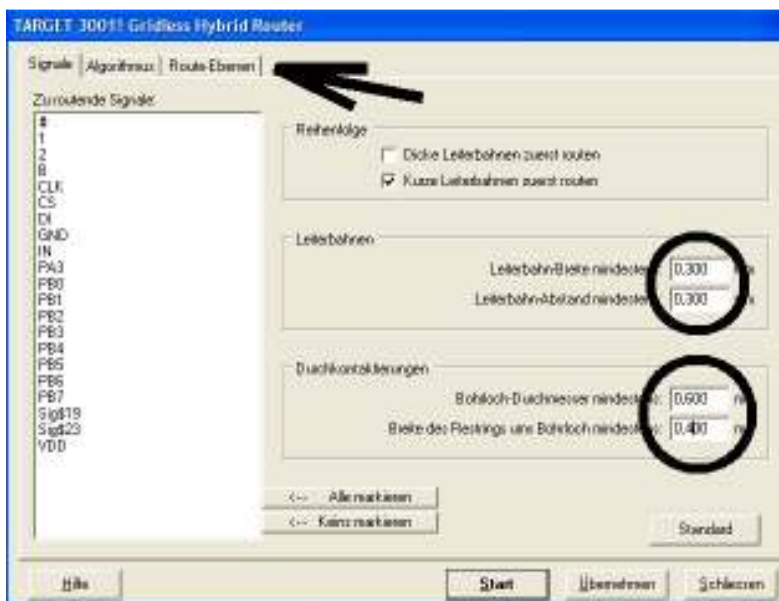 TARGET 3001! Gridless Hybrid Router
Signale
Algorithmus
Route-Ebenen
Zu routende Signale:
#
1
2
B
CLK
CS
DI
GND
IN
PA3
PB0
PB1
PB2
PB3
PB4
PB5
PB6
PB7
Sig$19
Sig$23
VDD
Reihenfolge
Dicke Leiterbahnen zuerst routen
Kurze Leiterbahnen zuerst routen
Leiterbahnen
Leiterbahn-Breite mindestens: 0.300
Leiterbahn-Abstand mindestens: 0.300
Durchkontaktierungen
Bohrloch-Durchmesser mindestens: 0.600
Breite des Restrings ums Bohrloch mindestens: 0.400
<-- Alle markieren
<-- Keins markieren
Standard
Hilfe
Start
Übernehmen
Schliessen